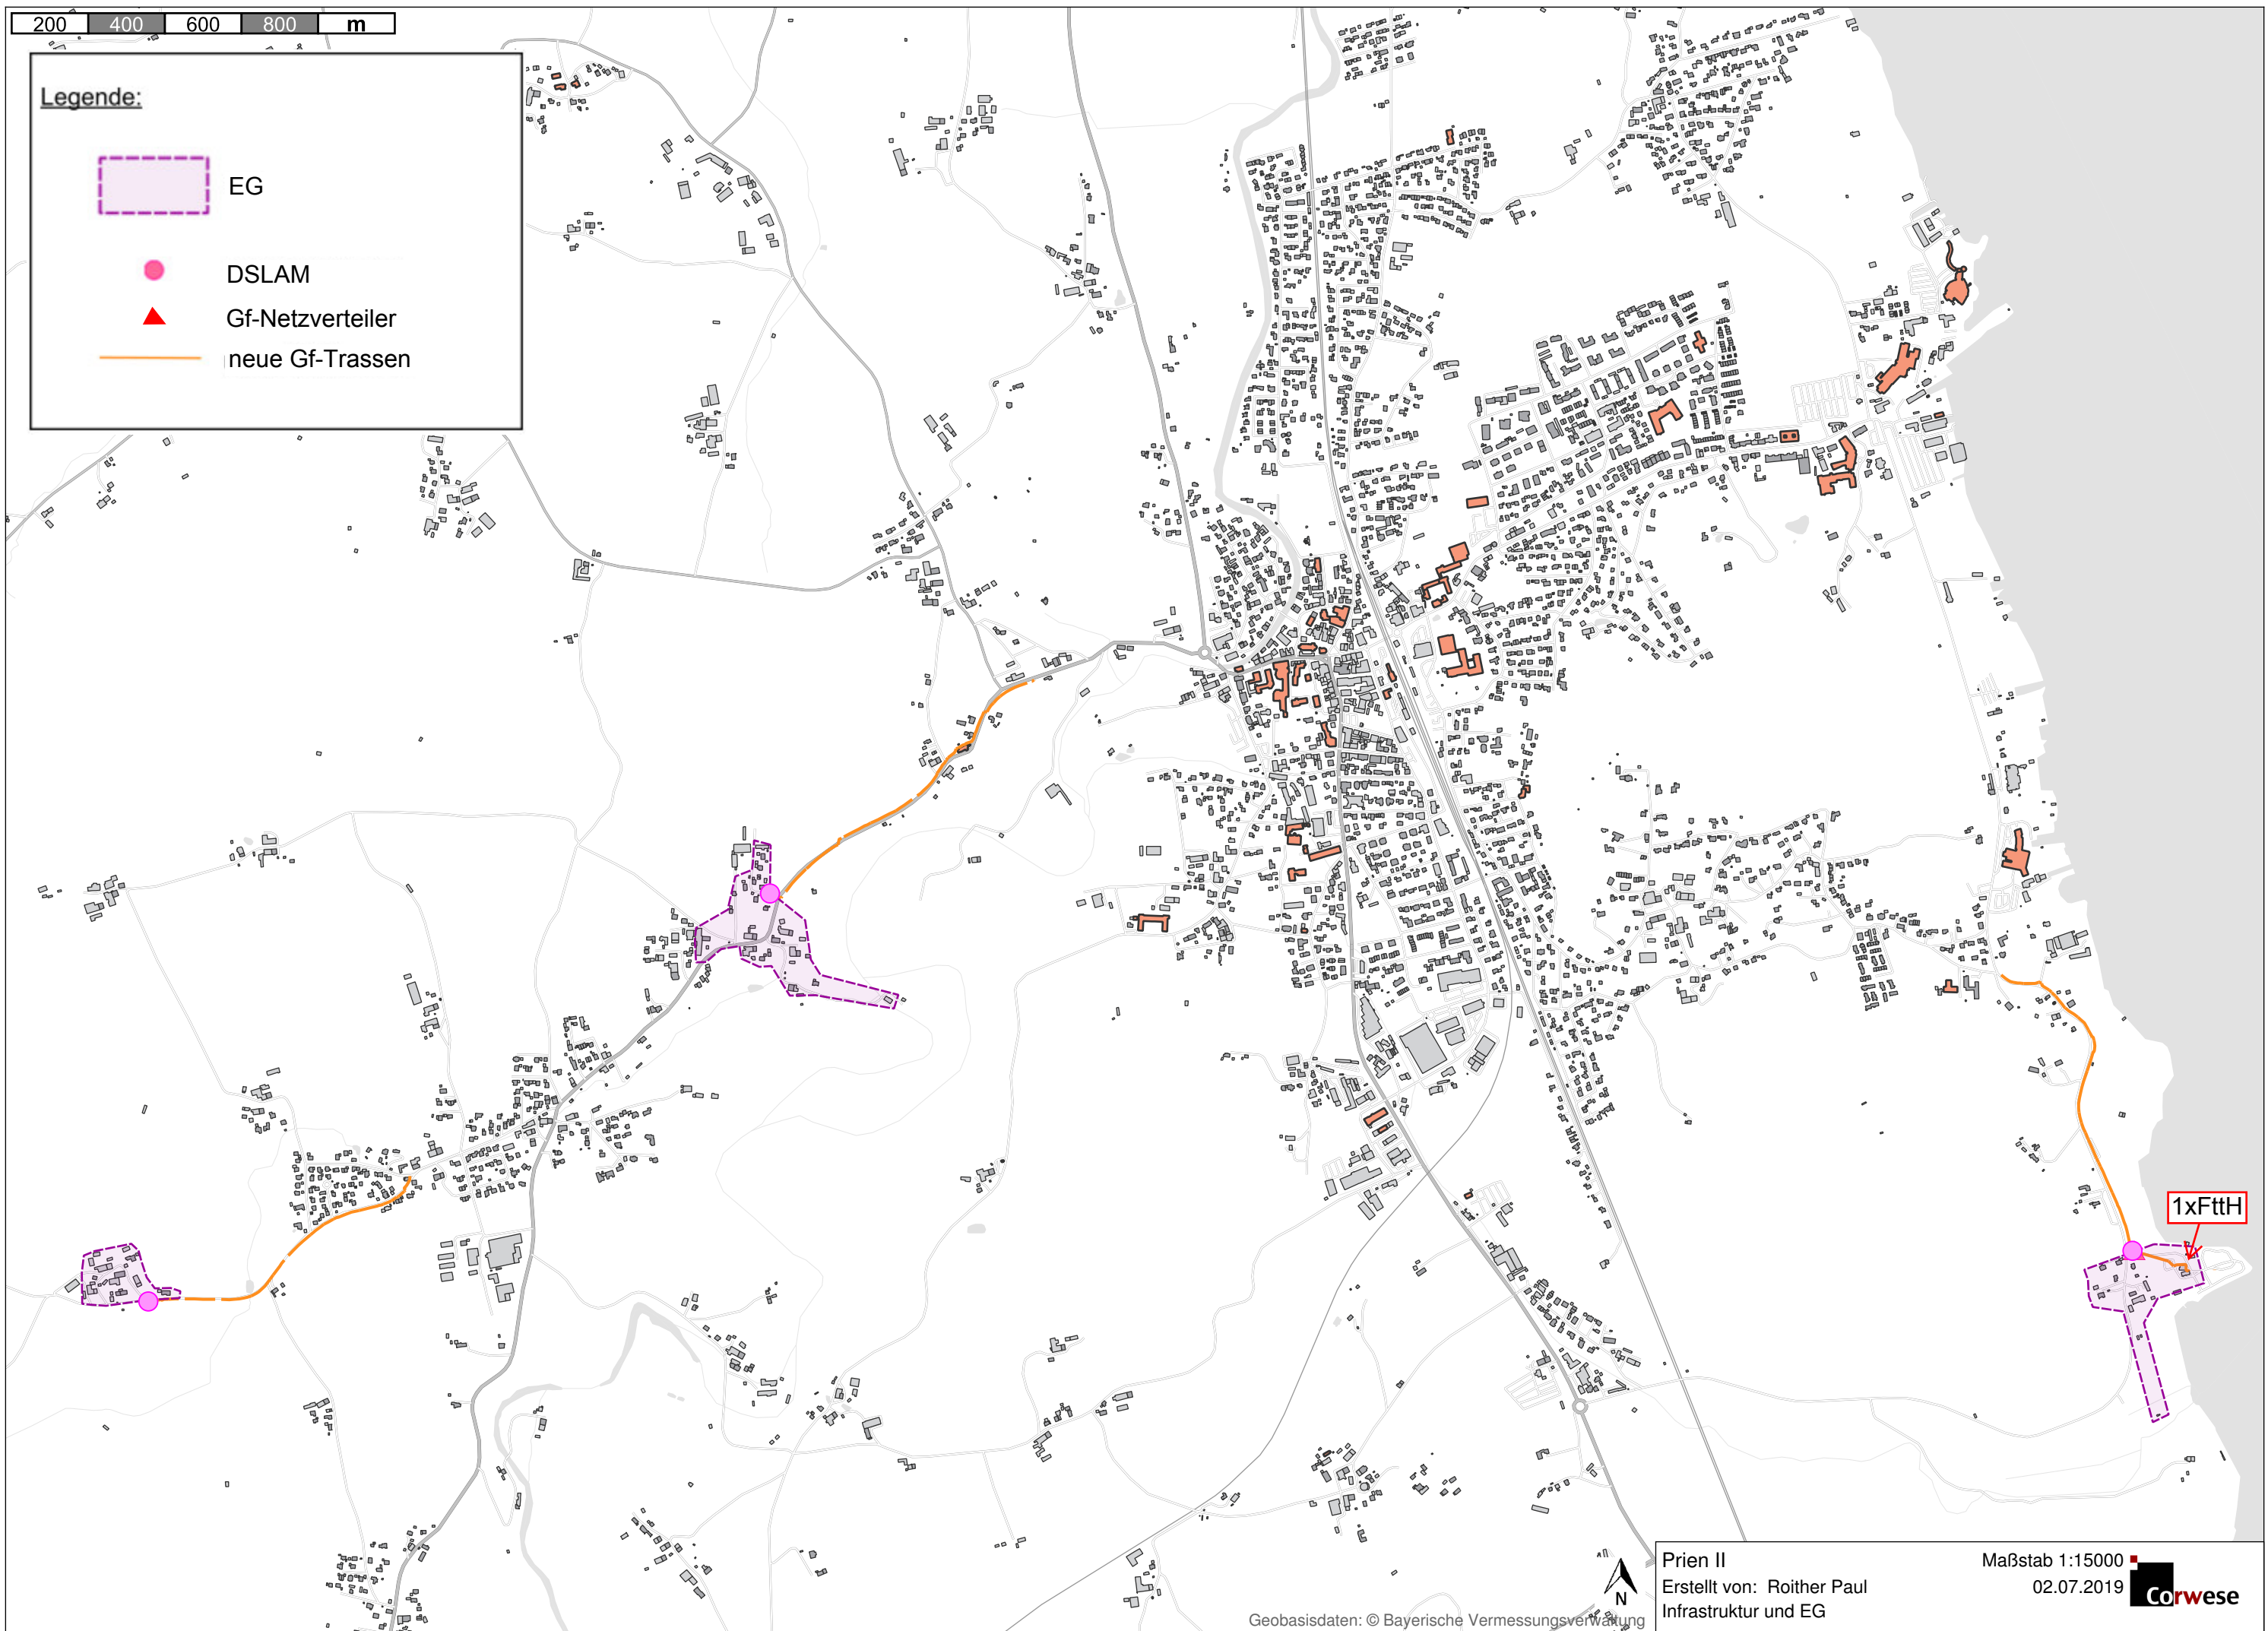 200 400 600 800 m
Legende:
EG
DSLAM
Gf-Netzverteiler
neue Gf-Trassen
1xFttH
N
Geobasisdaten: © Bayerische Vermessungsverwaltung
Prien II
Erstellt von: Roither Paul
Infrastruktur und EG
Maßstab 1:15000
02.07.2019
Corwese